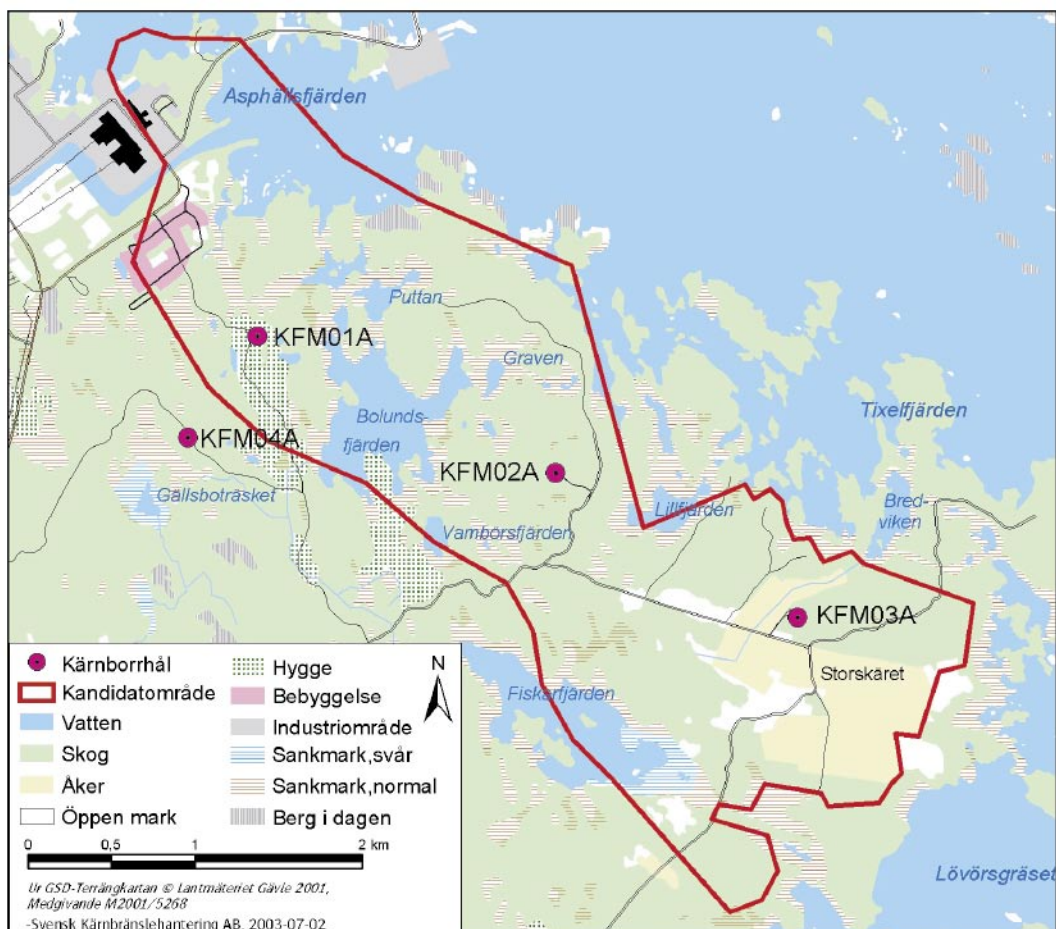 Asphällsfjärden
Puttan
KFM01A
Graven
Bolunds-
fjärden
Tixelfjärden
KFM04A
KFM02A
Gällsboträsket
Lillfjärden
Bred-
viken
Vambörsfjärden
KFM03A
Storskäret
Fiskarfjärden
Lövörsgräset
Kärnborrhål
Kandidatområde
Vatten
Skog
Åker
Öppen mark
Hygge
Bebyggelse
Industriområde
Sankmark,svår
Sankmark,normal
Berg i dagen
N
0 0,5 1 2 km
Ur GSD-Terrängkartan © Lantmäteriet Gävle 2001,
Medgivande M2001/5268
-Svensk Kärnbränslehantering AB, 2003-07-02